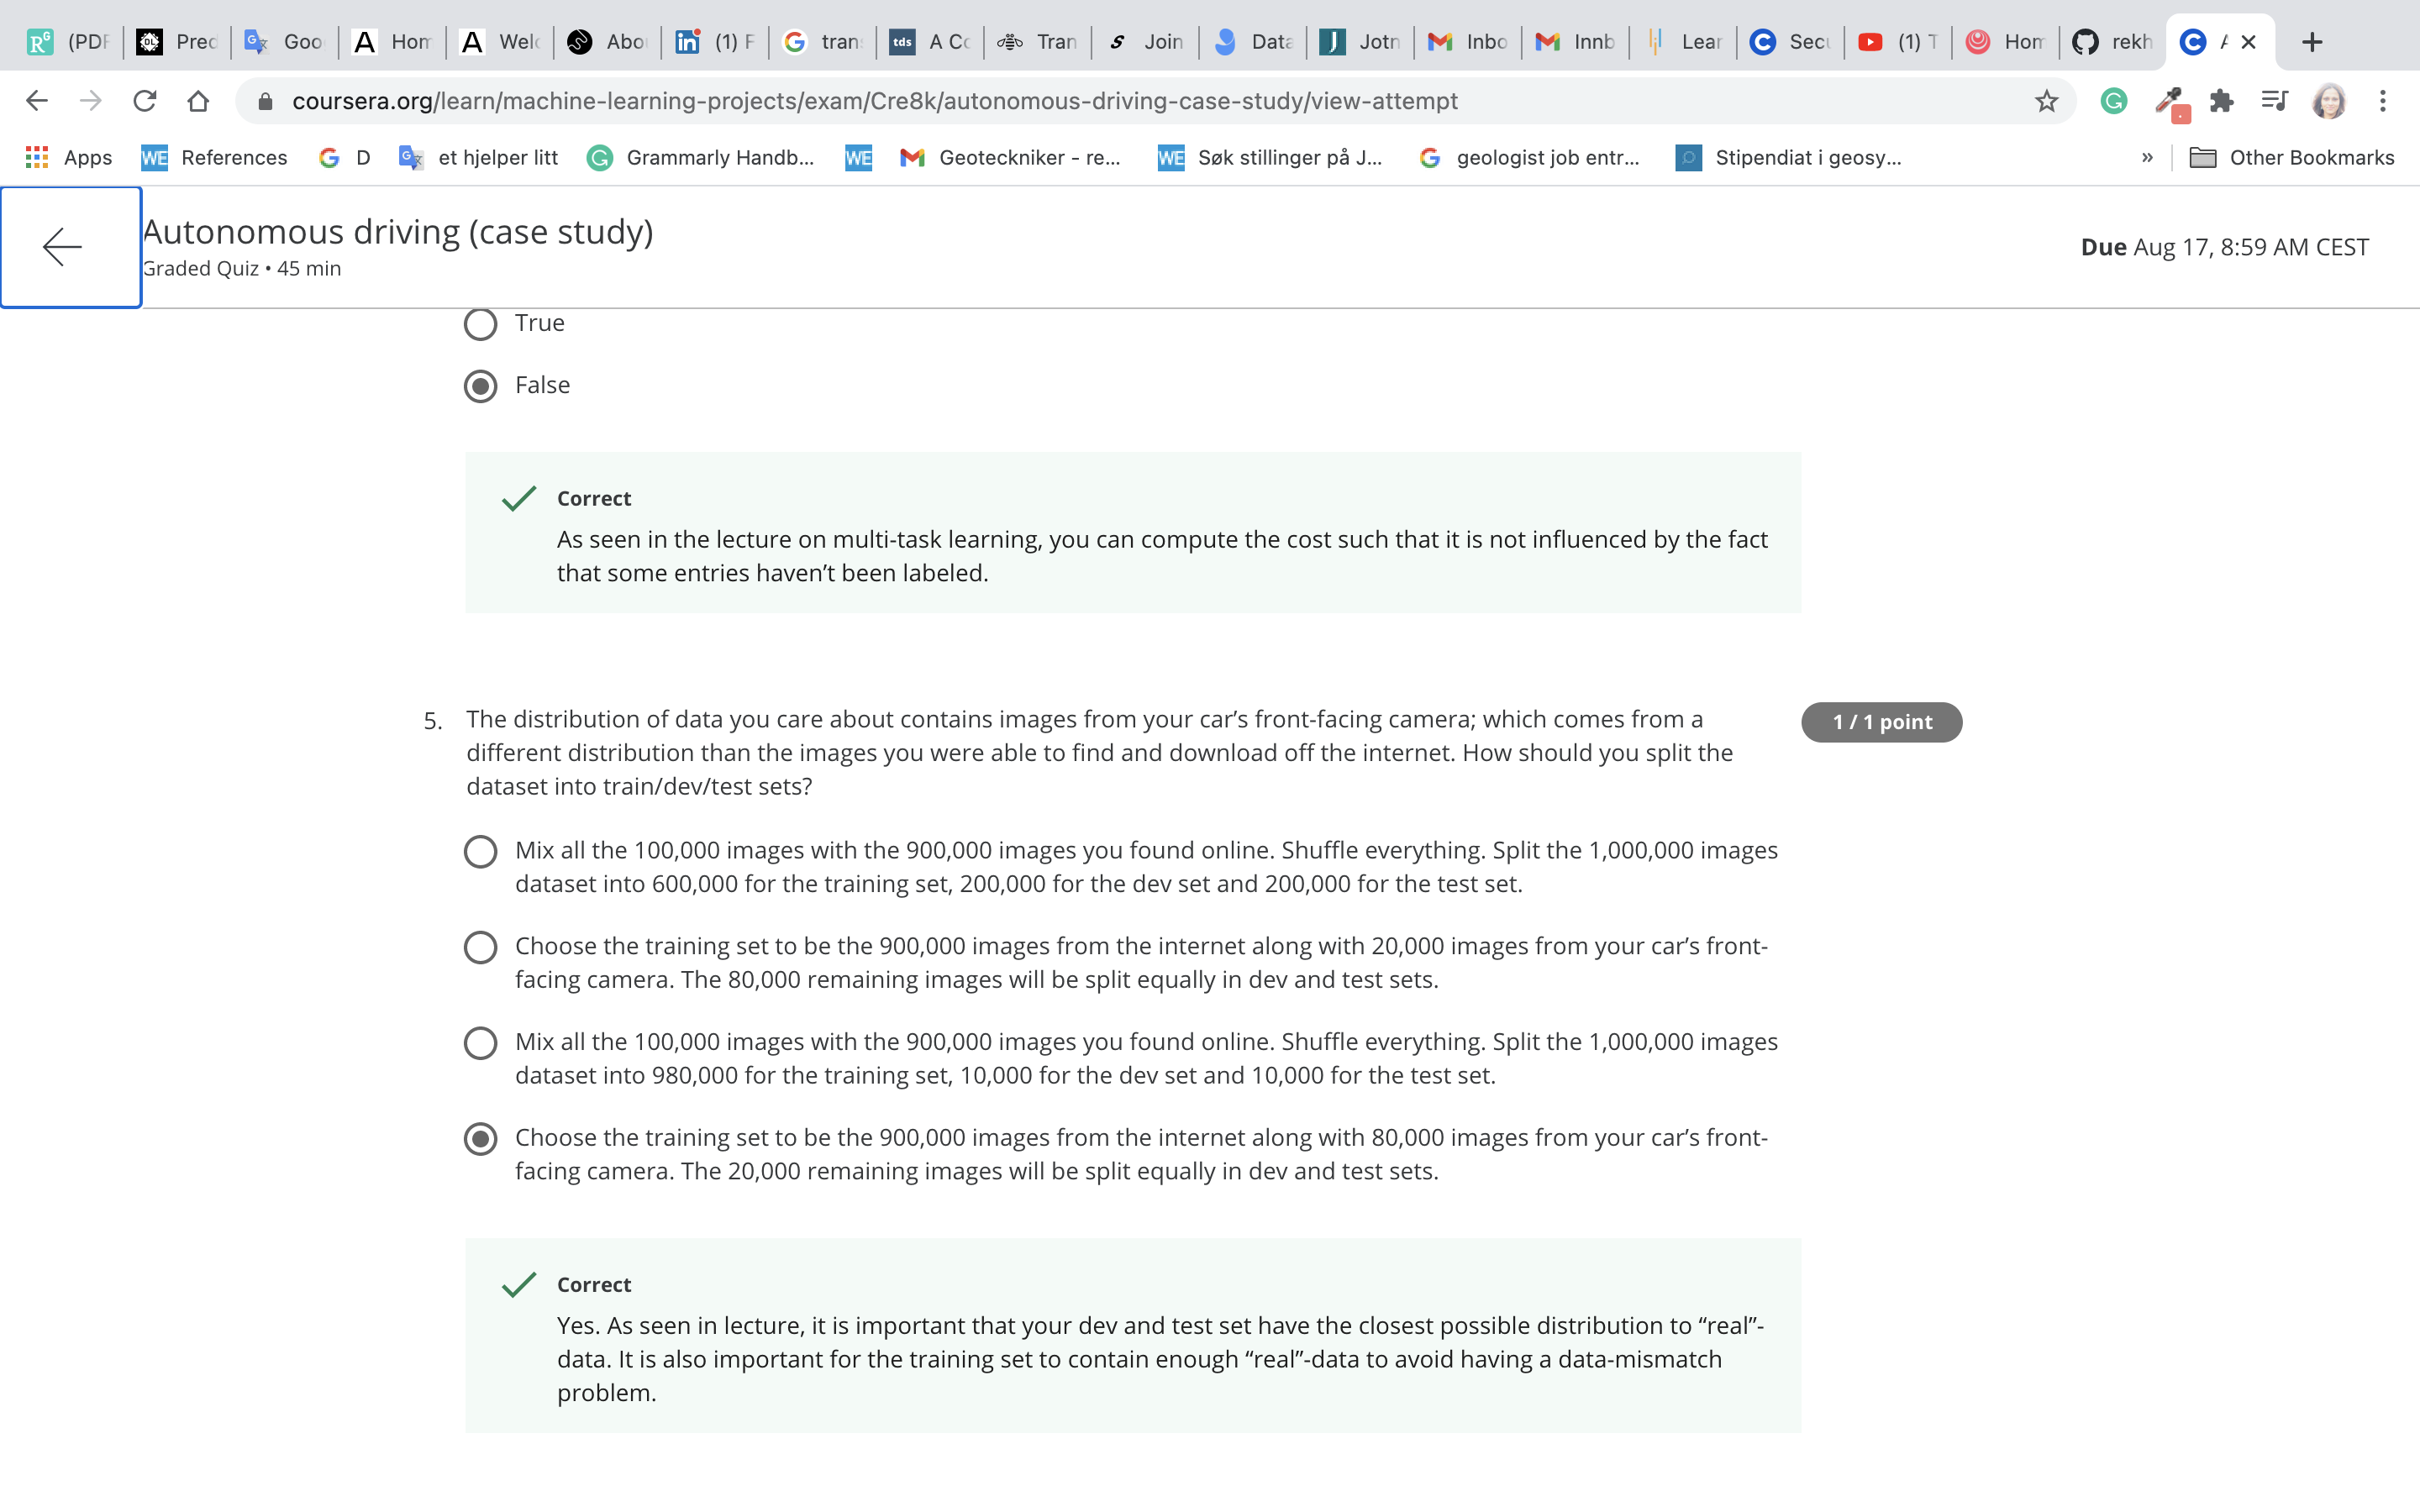 (PDF Pred Goo Hom Welc Abo (1) F tran tds A Co Tran Join Data Jotn Inbo Innb Lear Secu (1) T Hom rekh
coursera.org/learn/machine-learning-projects/exam/Cre8k/autonomous-driving-case-study/view-attempt
Apps WE References D et hjelper litt Grammarly Handb... WE Geoteckniker - re... WE Søk stillinger på J... geologist job entr... Stipendiat i geosy... » Other Bookmarks
Autonomous driving (case study)
Graded Quiz • 45 min
Due Aug 17, 8:59 AM CEST
True
False
Correct
As seen in the lecture on multi-task learning, you can compute the cost such that it is not influenced by the fact
that some entries haven’t been labeled.
5. The distribution of data you care about contains images from your car’s front-facing camera; which comes from a
different distribution than the images you were able to find and download off the internet. How should you split the
dataset into train/dev/test sets?
1 / 1 point
Mix all the 100,000 images with the 900,000 images you found online. Shuffle everything. Split the 1,000,000 images
dataset into 600,000 for the training set, 200,000 for the dev set and 200,000 for the test set.
Choose the training set to be the 900,000 images from the internet along with 20,000 images from your car’s front-
facing camera. The 80,000 remaining images will be split equally in dev and test sets.
Mix all the 100,000 images with the 900,000 images you found online. Shuffle everything. Split the 1,000,000 images
dataset into 980,000 for the training set, 10,000 for the dev set and 10,000 for the test set.
Choose the training set to be the 900,000 images from the internet along with 80,000 images from your car’s front-
facing camera. The 20,000 remaining images will be split equally in dev and test sets.
Correct
Yes. As seen in lecture, it is important that your dev and test set have the closest possible distribution to “real”-
data. It is also important for the training set to contain enough “real”-data to avoid having a data-mismatch
problem.